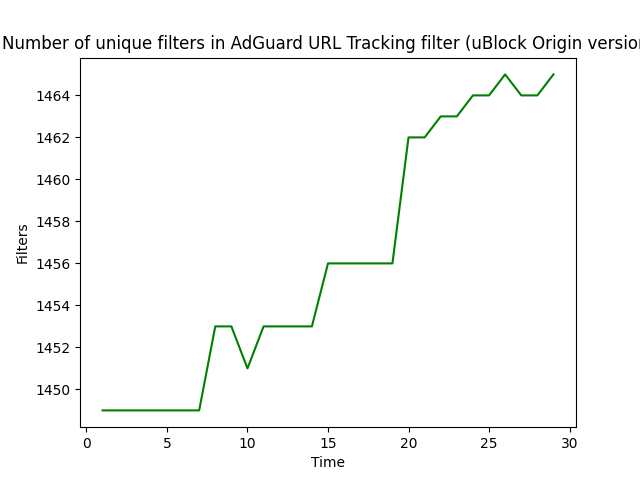 Number of unique filters in AdGuard URL Tracking filter (uBlock Origin version
1464
1462
1460
1458
1456
1454
1452
1450
Filters
0 5 10 15 20 25 30
Time